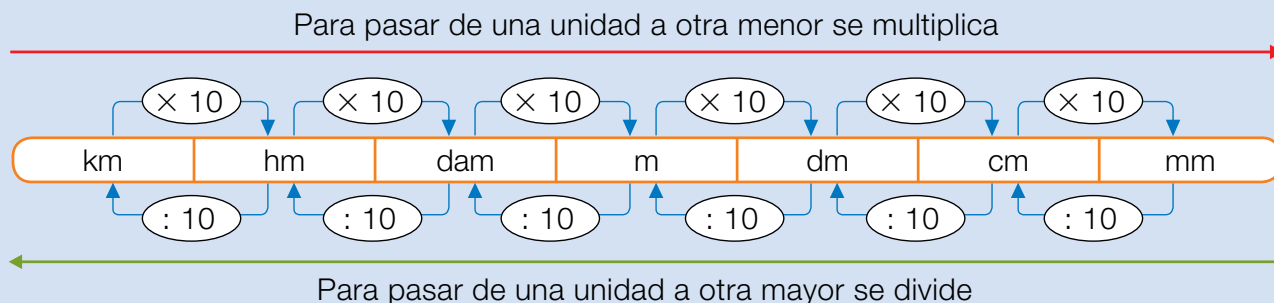 Para pasar de una unidad a otra menor se multiplica
× 10 × 10 × 10 × 10 × 10 × 10
km hm dam m dm cm mm
: 10 : 10 : 10 : 10 : 10 : 10
Para pasar de una unidad a otra mayor se divide